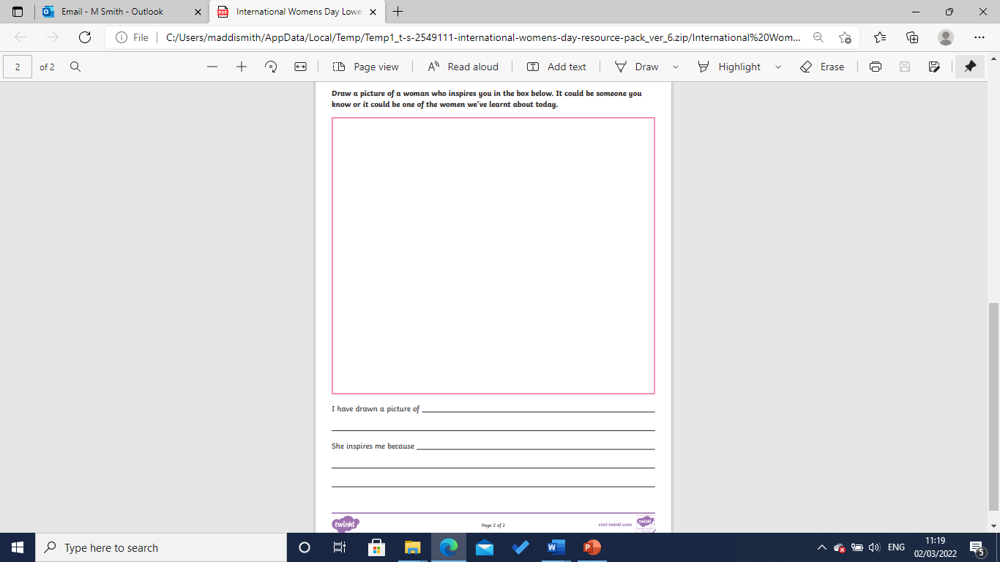 Email - M Smith - Outlook
International Womens Day Lowe
File
C:/Users/maddismith/AppData/Local/Temp/Temp1_t-s-2549111-international-womens-day-resource-pack_ver_6.zip/International%20Wom...
2 of 2
Page view
Read aloud
Add text
Draw
Highlight
Erase
Draw a picture of a woman who inspires you in the box below. It could be someone you
know or it could be one of the women we've learnt about today.
I have drawn a picture of
She inspires me because
twinkl
Page 2 of 2
visit twinkl.com
twinkl
Type here to search
ENG
11:19
02/03/2022
5